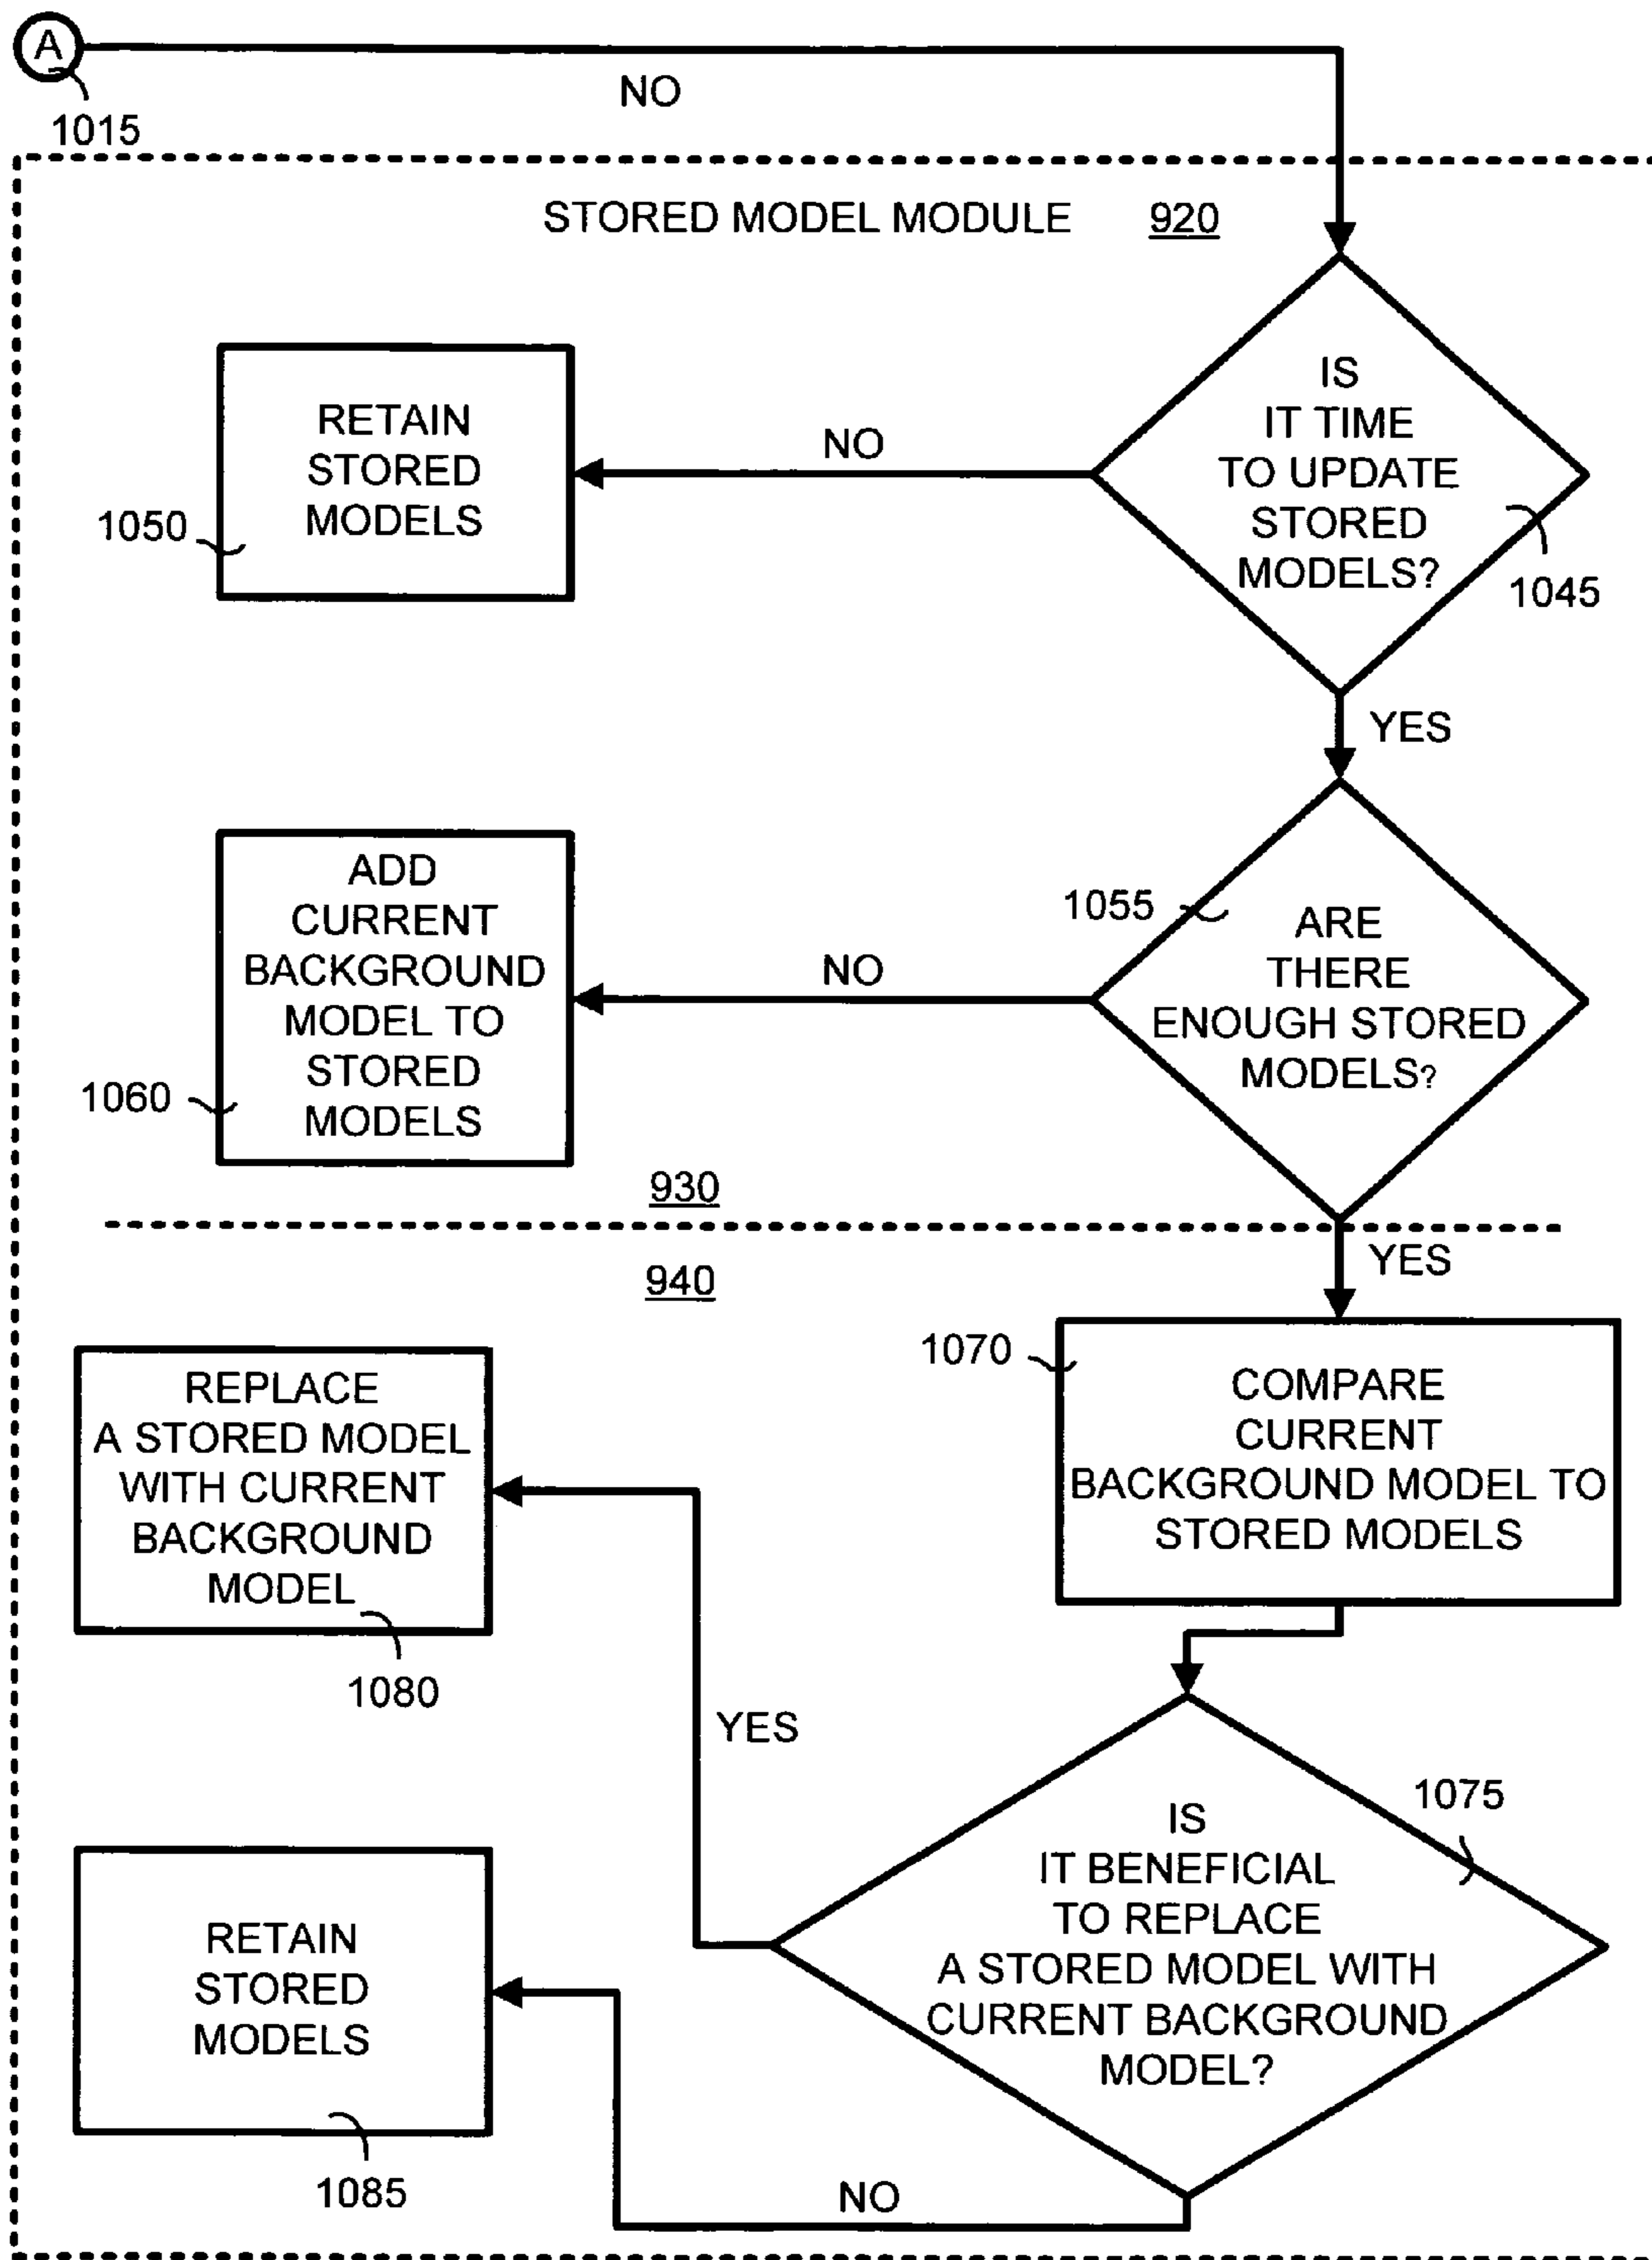 A
NO
1015
STORED MODEL MODULE 920
IS
IT TIME
TO UPDATE
STORED
MODELS?
1045
NO
RETAIN
STORED
MODELS
1050
YES
ARE
THERE
ENOUGH STORED
MODELS?
1055
NO
ADD
CURRENT
BACKGROUND
MODEL TO
STORED
MODELS
1060
930
YES
940
1070
COMPARE
CURRENT
BACKGROUND MODEL TO
STORED MODELS
REPLACE
A STORED MODEL
WITH CURRENT
BACKGROUND
MODEL
1080
YES
1075
IS
IT BENEFICIAL
TO REPLACE
A STORED MODEL WITH
CURRENT BACKGROUND
MODEL?
RETAIN
STORED
MODELS
1085
NO